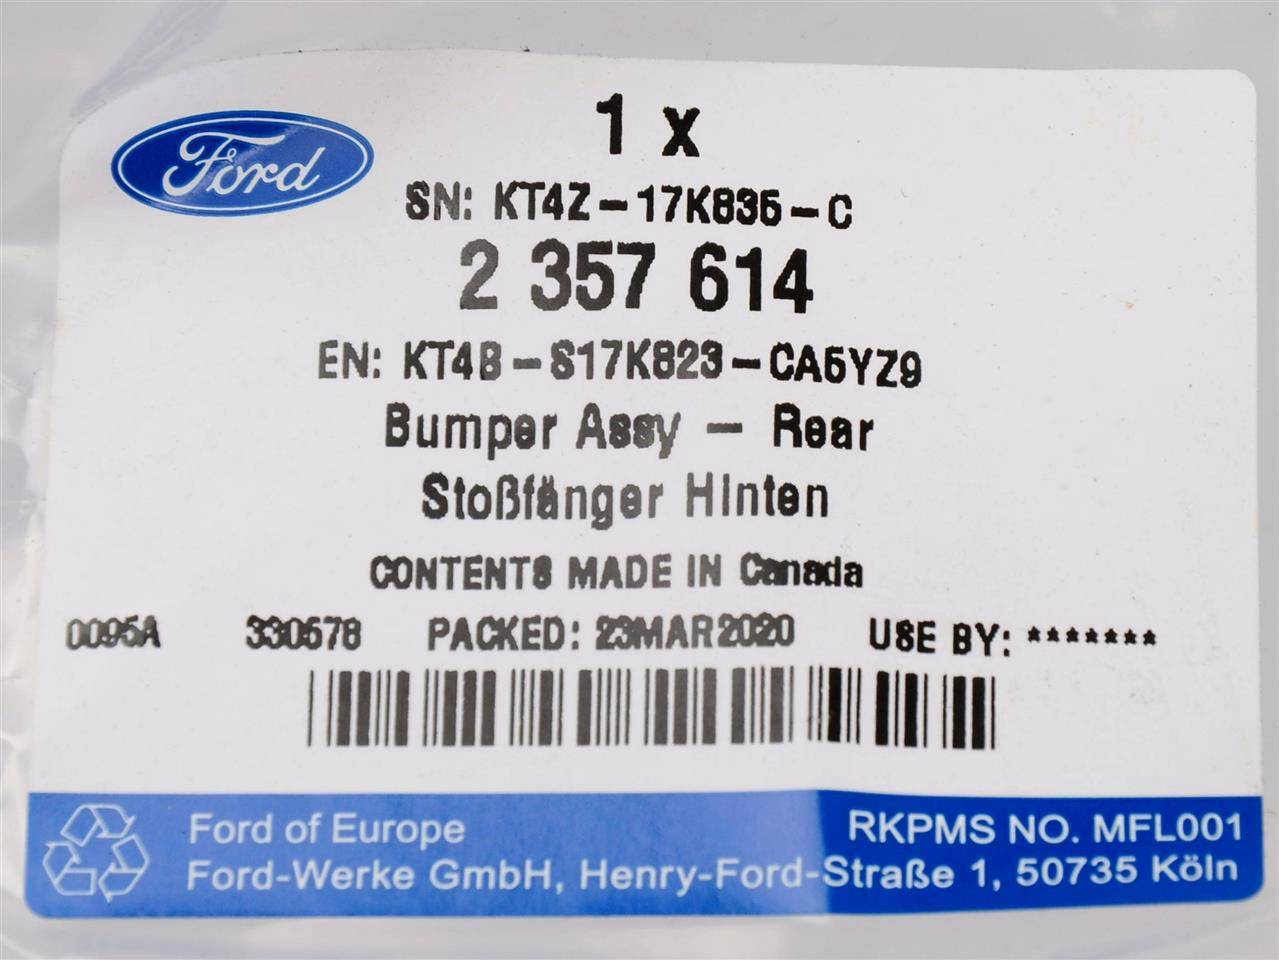 Ford
1 x
SN: KT4Z-17K835-C
2 357 614
EN: KT4B-S17K823-CA5YZ9
Bumper Assy - Rear
Stoßfänger Hinten
CONTENTS MADE IN Canada
0095A 330578 PACKED: 23MAR2020 USE BY: *******
Ford of Europe RKPMS NO. MFL001
Ford-Werke GmbH, Henry-Ford-Straße 1, 50735 Köln